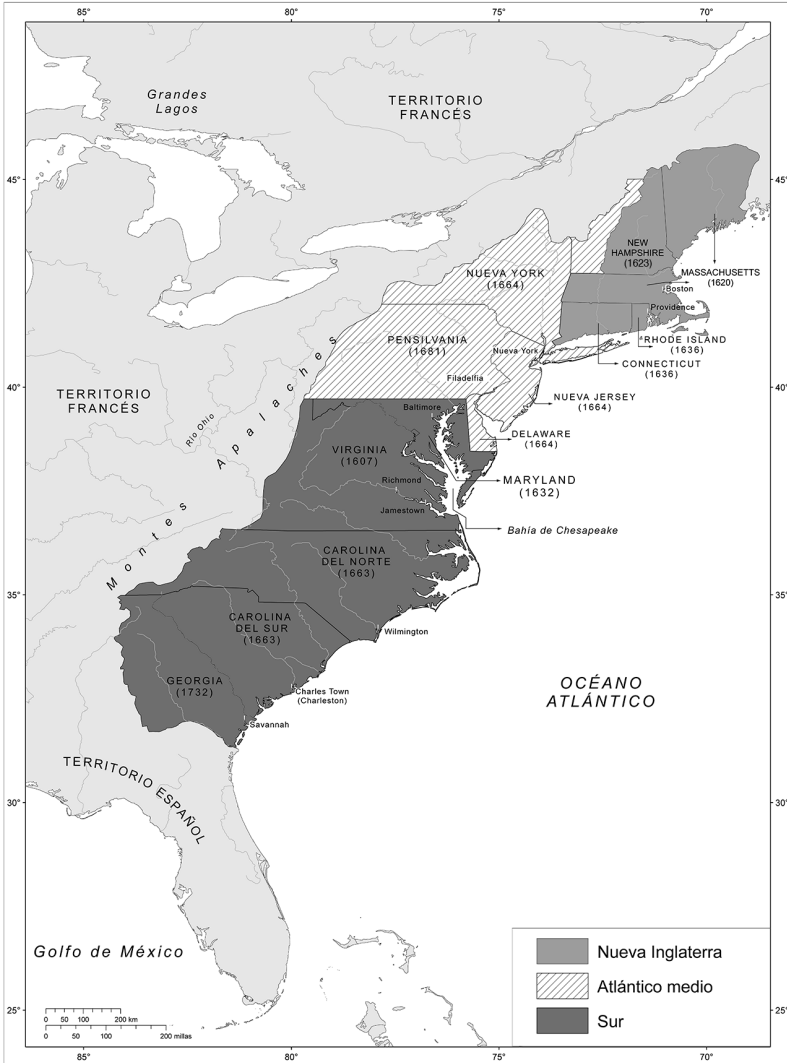 85°
80°
75°
70°
Grandes
Lagos
TERRITORIO
FRANCÉS
45°
45°
NEW
HAMPSHIRE
(1623)
MASSACHUSETTS
(1620)
Boston
NUEVA YORK
(1664)
Providence
RHODE ISLAND
(1636)
CONNECTICUT
(1636)
PENSILVANIA
(1681)
Nueva York
Filadelfia
NUEVA JERSEY
(1664)
40°
40°
TERRITORIO
FRANCÉS
Río Ohio
Montes Apalaches
Baltimore
DELAWARE
(1664)
VIRGINIA
(1607)
MARYLAND
(1632)
Richmond
Jamestown
Bahía de Chesapeake
CAROLINA
DEL NORTE
(1663)
35°
35°
CAROLINA
DEL SUR
(1663)
Wilmington
GEORGIA
(1732)
Charles Town
(Charleston)
Savannah
OCÉANO
ATLÁNTICO
TERRITORIO ESPAÑOL
30°
30°
Golfo de México
Nueva Inglaterra
Atlántico medio
Sur
25°
25°
0 50 100 200 km
0 50 100 200 millas
85°
80°
75°
70°